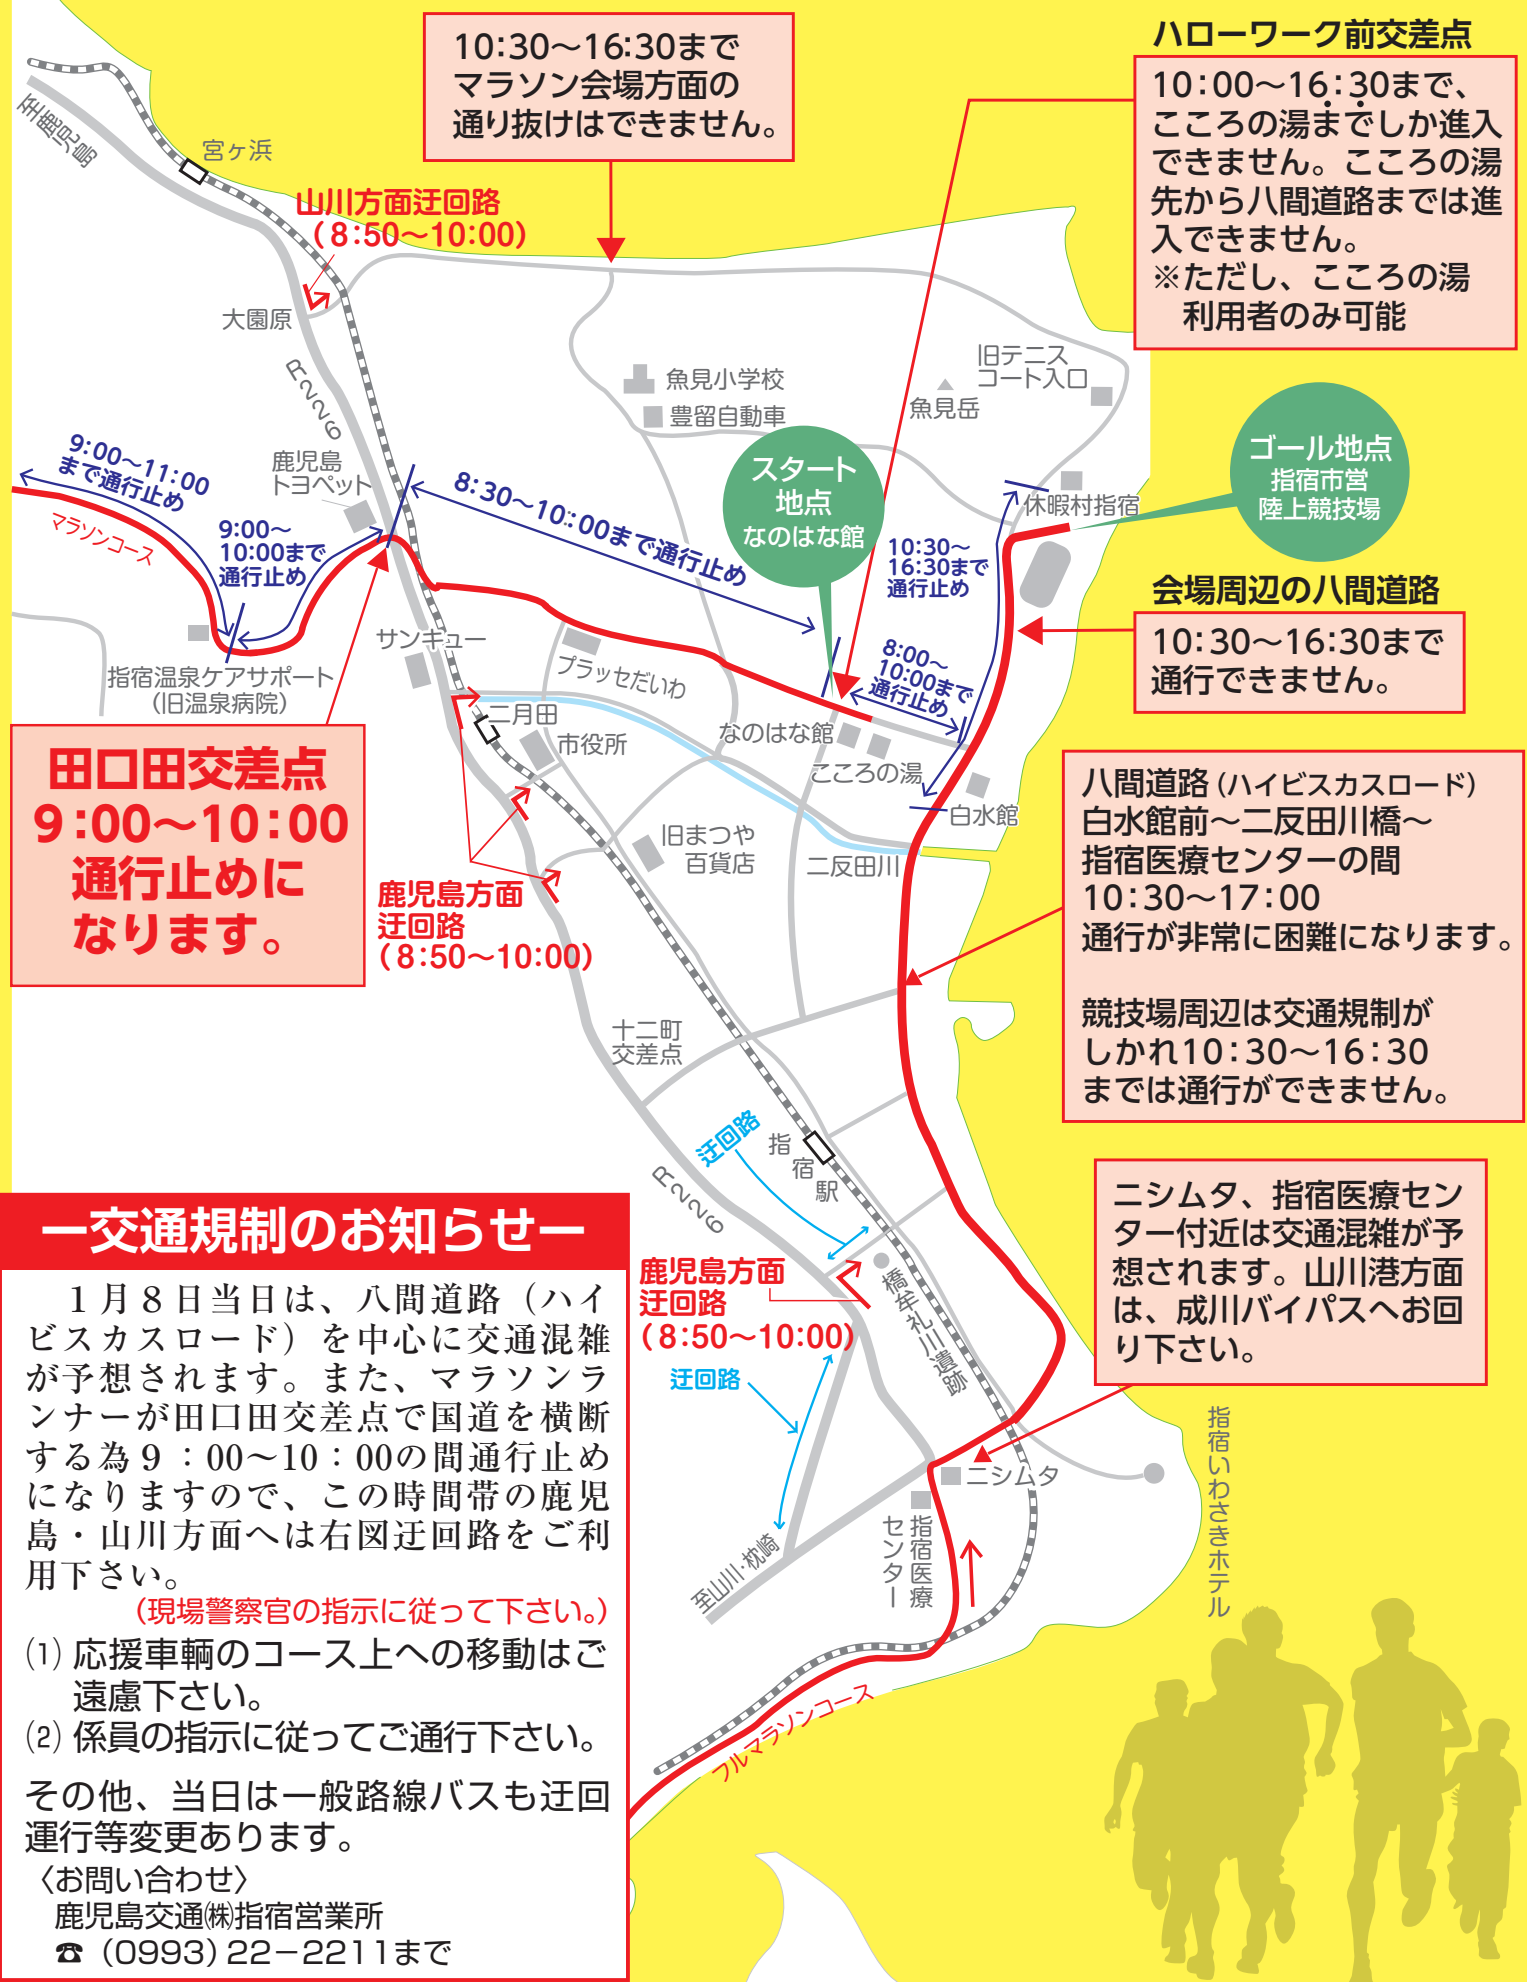 10:30～16:30まで
マラソン会場方面の
通り抜けはできません。
ハローワーク前交差点
10:00～16:30まで、
こころの湯までしか進入
できません。こころの湯
先から八間道路までは進
入できません。
※ただし、こころの湯
利用者のみ可能
至鹿児島
宮ヶ浜
山川方面迂回路
(8:50～10:00)
大園原
R226
魚見小学校
豊留自動車
魚見岳
旧テニス
コート入口
9:00～11:00
まで通行止め
マラソンコース
鹿児島
トヨペット
9:00～
10:00まで
通行止め
8:30～10:00まで通行止め
スタート
地点
なのはな館
ゴール地点
指宿市営
陸上競技場
休暇村指宿
10:30～
16:30まで
通行止め
会場周辺の八間道路
10:30～16:30まで
通行できません。
サンキュー
指宿温泉ケアサポート
(旧温泉病院)
プラッセだいわ
8:00～
10:00まで
通行止め
二月田
市役所
なのはな館
こころの湯
白水館
田口田交差点
9:00～10:00
通行止めに
なります。
旧まつや
百貨店
二反田川
鹿児島方面
迂回路
(8:50～10:00)
八間道路(ハイビスカスロード)
白水館前～二反田川橋～
指宿医療センターの間
10:30～17:00
通行が非常に困難になります。
競技場周辺は交通規制が
しかれ10:30～16:30
までは通行ができません。
十二町
交差点
迂回路
指宿駅
R226
ニシムタ、指宿医療セン
ター付近は交通混雑が予
想されます。山川港方面
は、成川バイパスへお回
り下さい。
鹿児島方面
迂回路
(8:50～10:00)
迂回路
橋牟礼川遺跡
指宿いわさきホテル
ニシムタ
指宿医療
センター
至山川・枕崎
フルマラソンコース
ー交通規制のお知らせー
１月８日当日は、八間道路（ハイ
ビスカスロード）を中心に交通混雑
が予想されます。また、マラソンラ
ンナーが田口田交差点で国道を横断
する為９：00～10：00の間通行止め
になりますので、この時間帯の鹿児
島・山川方面へは右図迂回路をご利
用下さい。
(現場警察官の指示に従って下さい。)
⑴ 応援車輌のコース上への移動はご
遠慮下さい。
⑵ 係員の指示に従ってご通行下さい。
その他、当日は一般路線バスも迂回
運行等変更あります。
〈お問い合わせ〉
鹿児島交通㈱指宿営業所
☎（0993）22－2211まで